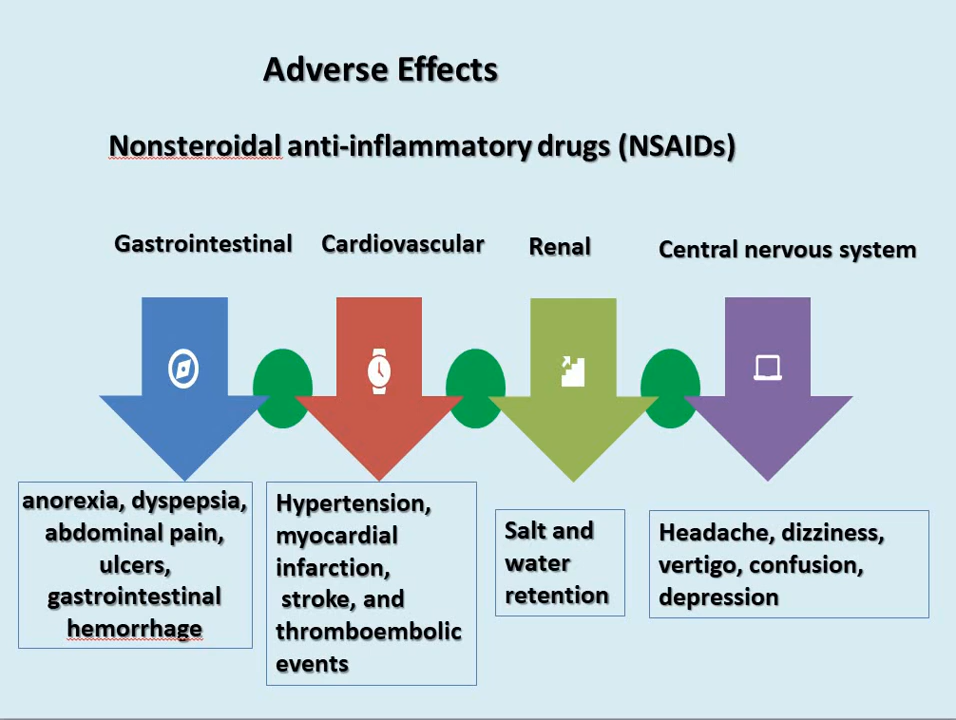 Adverse Effects
Nonsteroidal anti-inflammatory drugs (NSAIDs)
Gastrointestinal
Cardiovascular
Renal
Central nervous system
anorexia, dyspepsia,
abdominal pain,
ulcers,
gastrointestinal
hemorrhage
Hypertension,
myocardial
infarction,
stroke, and
thromboembolic
events
Salt and
water
retention
Headache, dizziness,
vertigo, confusion,
depression